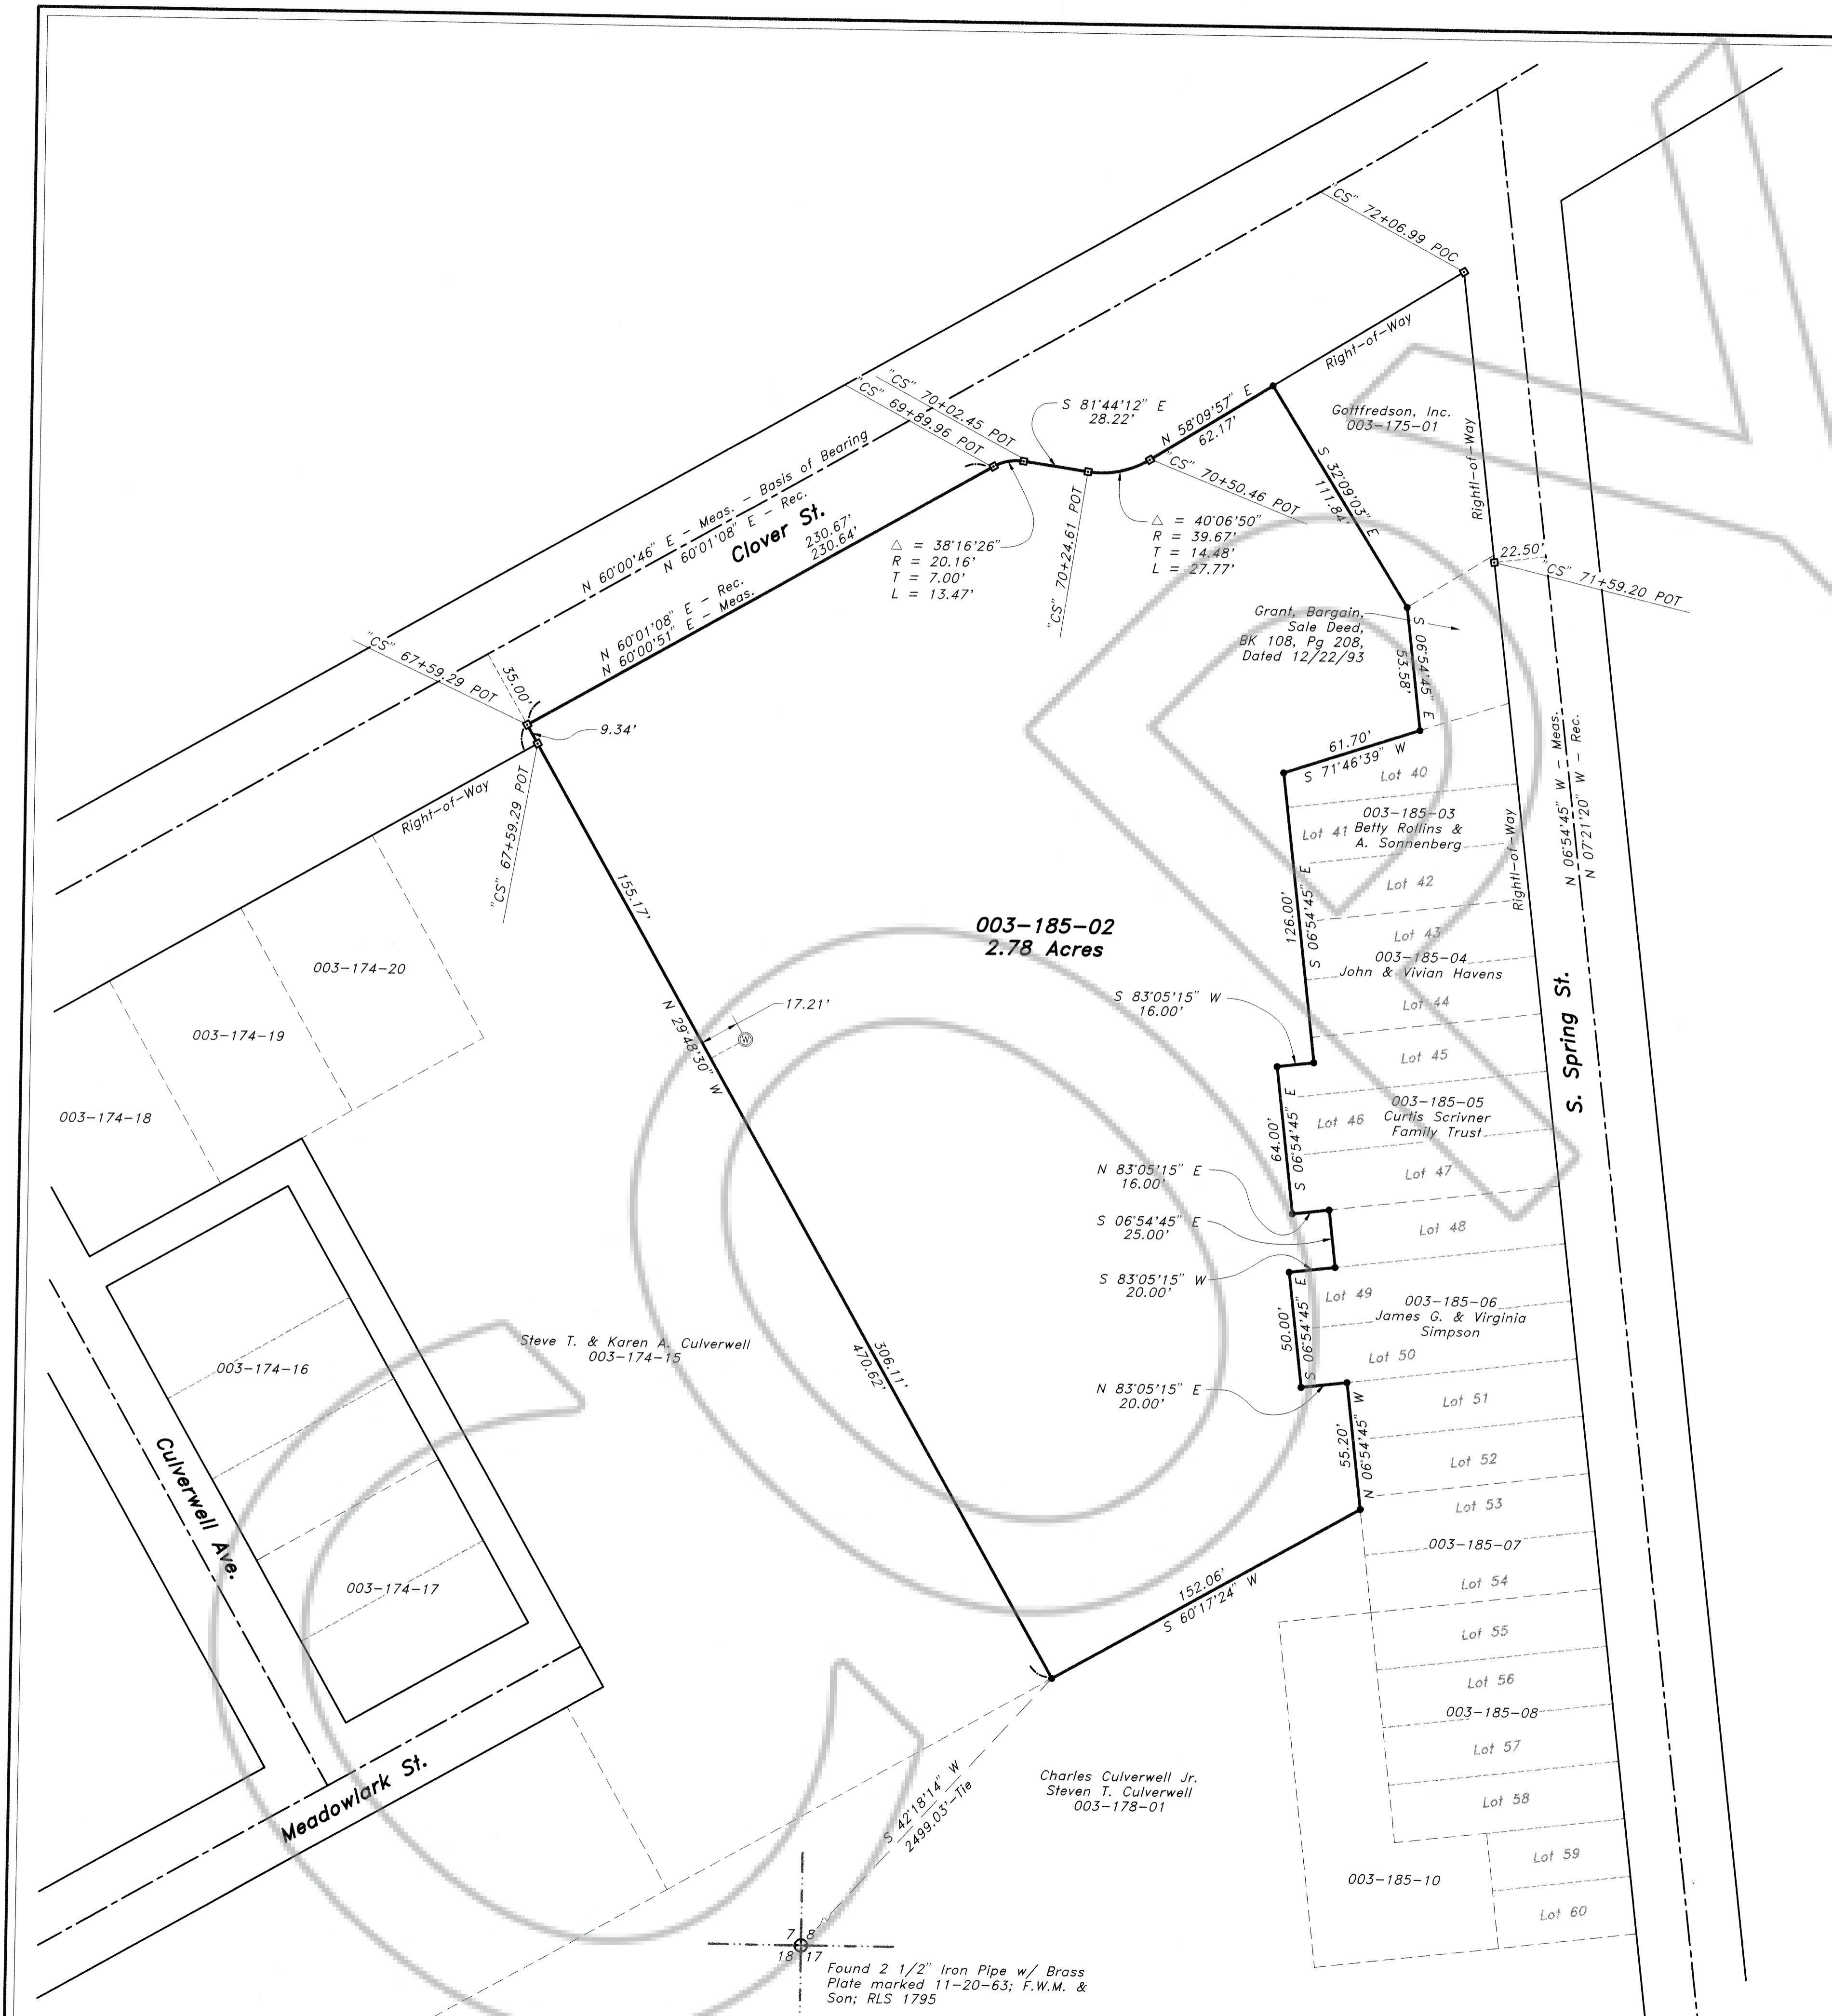 "CS" 72+06.99 POC
Right-of-Way
Gottfredson, Inc.
003-175-01
Rightl-of-Way
"CS" 70+02.45 POT
"CS" 69+89.96 POT
S 81°44'12" E
28.22'
N 58°09'57" E
62.17'
S 32°09'03" E
111.84'
"CS" 70+50.46 POT
N 60°00'46" E - Meas. - Basis of Bearing
N 60°01'08" E - Rec.
Clover St.
230.67'
230.64'
N 60°01'08" E - Rec.
N 60°00'51" E - Meas.
△ = 38°16'26"
R = 20.16'
T = 7.00'
L = 13.47'
"CS" 70+24.61 POT
△ = 40°06'50"
R = 39.67'
T = 14.48'
L = 27.77'
22.50'
"CS" 71+59.20 POT
Grant, Bargain,
Sale Deed,
BK 108, Pg 208,
Dated 12/22/93
S 06°54'45" E
53.58'
"CS" 67+59.29 POT
35.00'
9.34'
Right-of-Way
"CS" 67+59.29 POT
61.70'
S 71°46'39" W
Lot 40
003-185-03
Lot 41
Betty Rollins &
A. Sonnenberg
Lot 42
Rightl-of-Way
N 06°54'45" W - Meas.
N 07°21'20" W - Rec.
155.17'
003-185-02
2.78 Acres
126.00'
S 06°54'45" E
Lot 43
003-185-04
John & Vivian Havens
Lot 44
003-174-20
003-174-19
003-174-18
N 29°48'30" W
17.21'
W
S 83°05'15" W
16.00'
S. Spring St.
Lot 45
64.00'
S 06°54'45" E
003-185-05
Lot 46
Curtis Scrivner
Family Trust
N 83°05'15" E
16.00'
Lot 47
S 06°54'45" E
25.00'
Lot 48
S 83°05'15" W
20.00'
50.00'
S 06°54'45" E
Lot 49
003-185-06
James G. & Virginia
Simpson
Lot 50
Steve T. & Karen A. Culverwell
003-174-15
306.11'
470.62'
003-174-16
N 83°05'15" E
20.00'
55.20'
N 06°54'45" W
Lot 51
Lot 52
Lot 53
Culverwell Ave.
003-174-17
003-185-07
Lot 54
152.06'
S 60°17'24" W
Lot 55
Lot 56
003-185-08
Lot 57
Lot 58
Meadowlark St.
S 42°18'14" W
2499.03'-Tie
Charles Culverwell Jr.
Steven T. Culverwell
003-178-01
Lot 59
003-185-10
Lot 60
7 8
18 17
Found 2 1/2" Iron Pipe w/ Brass
Plate marked 11-20-63; F.W.M. &
Son; RLS 1795